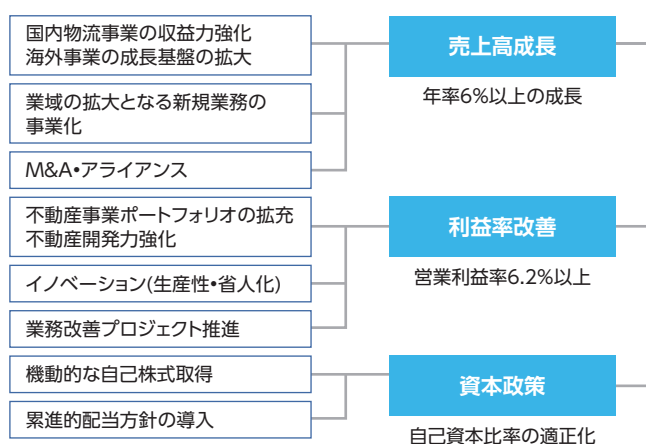 国内物流事業の収益力強化
海外事業の成長基盤の拡大
業域の拡大となる新規業務の
事業化
M&A•アライアンス
売上高成長
年率6%以上の成長
不動産事業ポートフォリオの拡充
不動産開発力強化
イノベーション(生産性•省人化)
業務改善プロジェクト推進
利益率改善
営業利益率6.2%以上
機動的な自己株式取得
累進的配当方針の導入
資本政策
自己資本比率の適正化